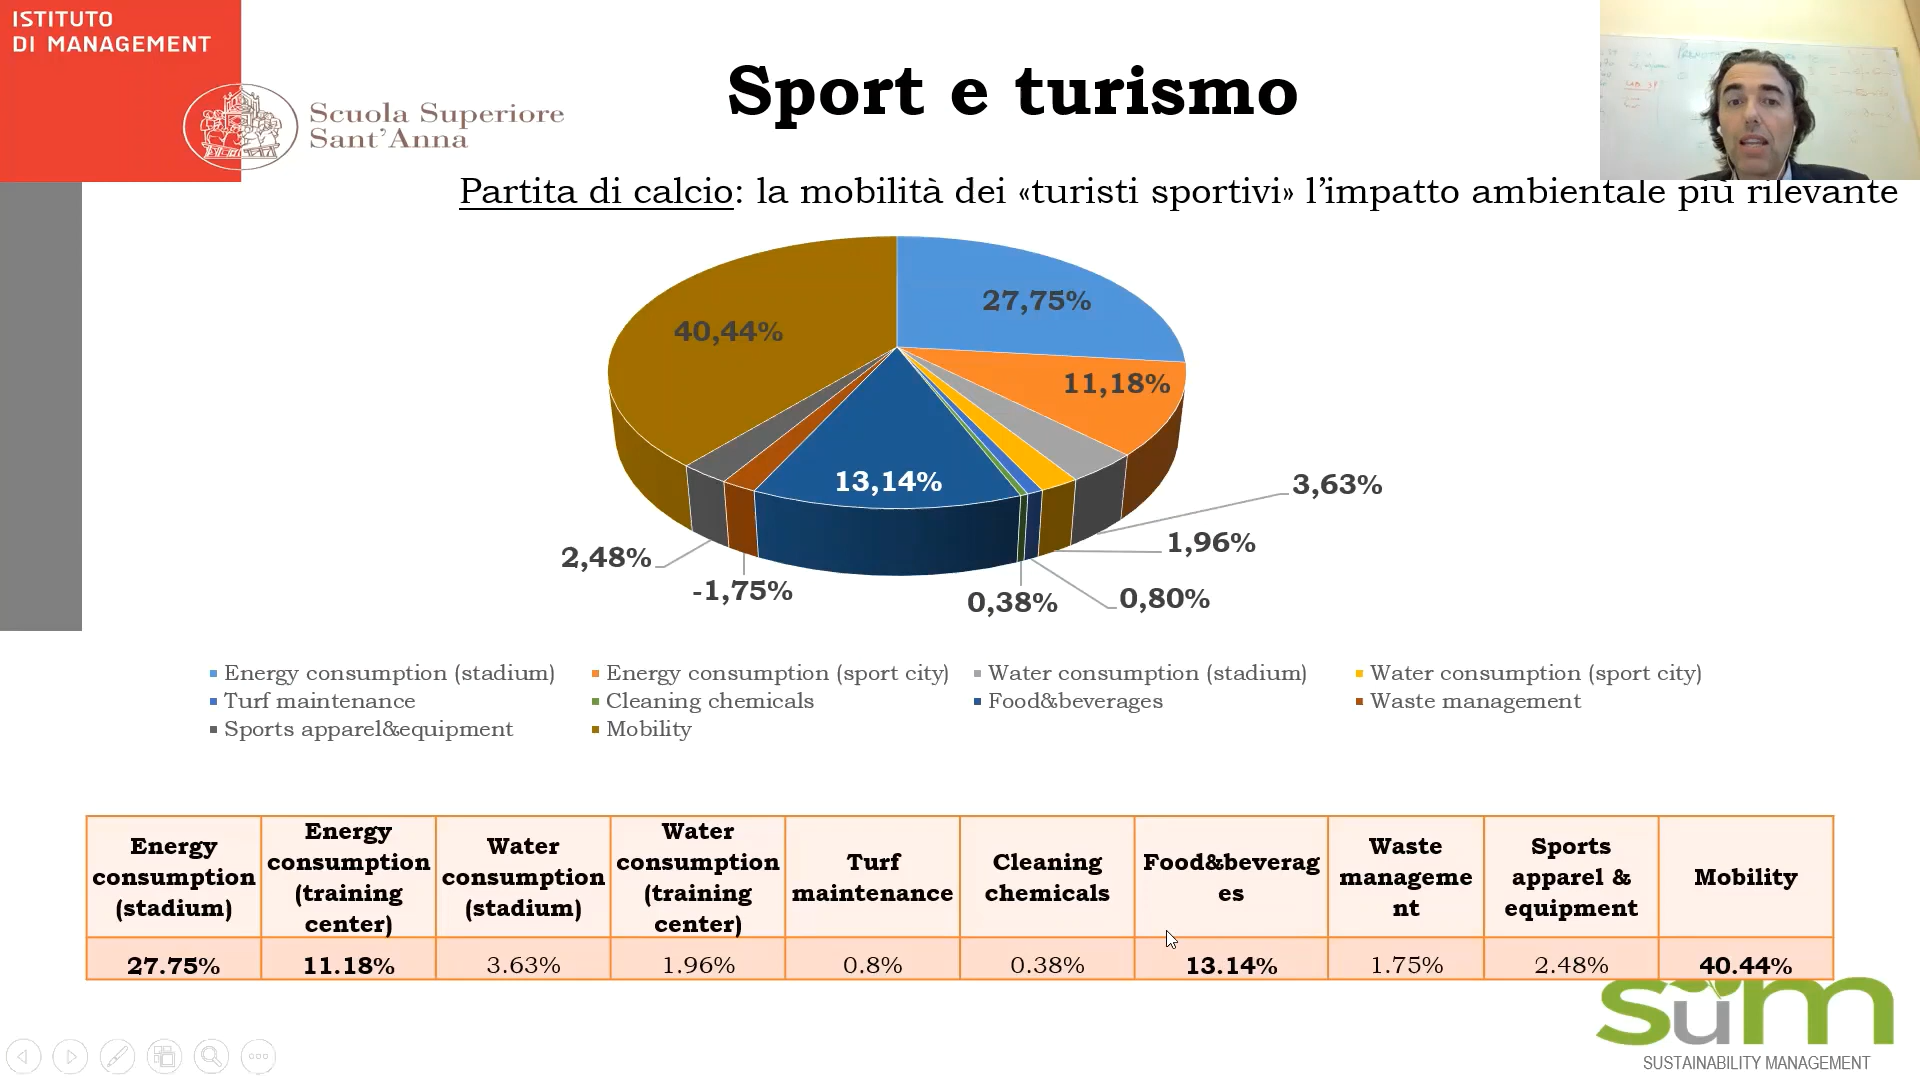 ISTITUTO
DI MANAGEMENT
Scuola Superiore
Sant'Anna
Sport e turismo
Partita di calcio: la mobilità dei «turisti sportivi» l'impatto ambientale più rilevante
27,75%
40,44%
11,18%
13,14%
3,63%
1,96%
2,48%
-1,75%
0,38%
0,80%
Energy consumption (stadium)
Energy consumption (sport city)
Water consumption (stadium)
Water consumption (sport city)
Turf maintenance
Cleaning chemicals
Food&beverages
Waste management
Sports apparel&equipment
Mobility
Energy
consumption
(stadium)
Energy
consumption
(training
center)
Water
consumption
(stadium)
Water
consumption
(training
center)
Turf
maintenance
Cleaning
chemicals
Food&beverag
es
Waste
manageme
nt
Sports
apparel &
equipment
Mobility
27.75%
11.18%
3.63%
1.96%
0.8%
0.38%
13.14%
1.75%
2.48%
40.44%
sum
SUSTAINABILITY MANAGEMENT